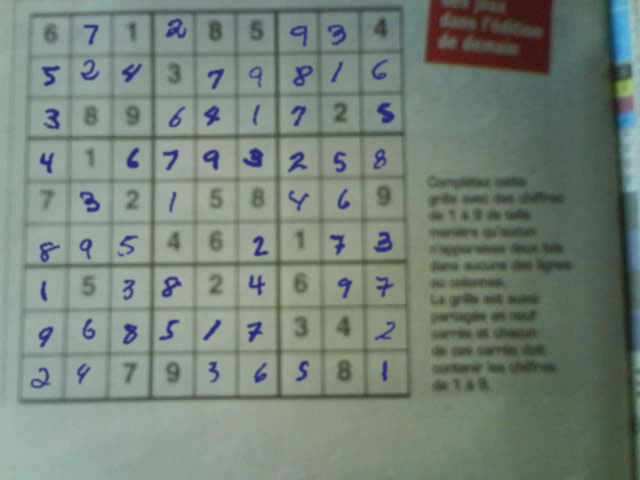 des jeux
dans l'édition
de demain
6 7 1 2 8 5 9 3 4
5 2 4 3 7 9 8 1 6
3 8 9 6 4 1 7 2 5
4 1 6 7 9 3 2 5 8
7 3 2 1 5 8 4 6 9
8 9 5 4 6 2 1 7 3
1 5 3 8 2 4 6 9 7
9 6 8 5 1 7 3 4 2
2 4 7 9 3 6 5 8 1
Complétez cette
grille avec des chiffres
de 1 à 9 de telle
manière qu'aucun
n'apparaisse deux fois
dans aucune des lignes
ou colonnes.
La grille est aussi
partagée en neuf
carrés et chacun
de ces carrés doit
contenir les chiffres
de 1 à 9.